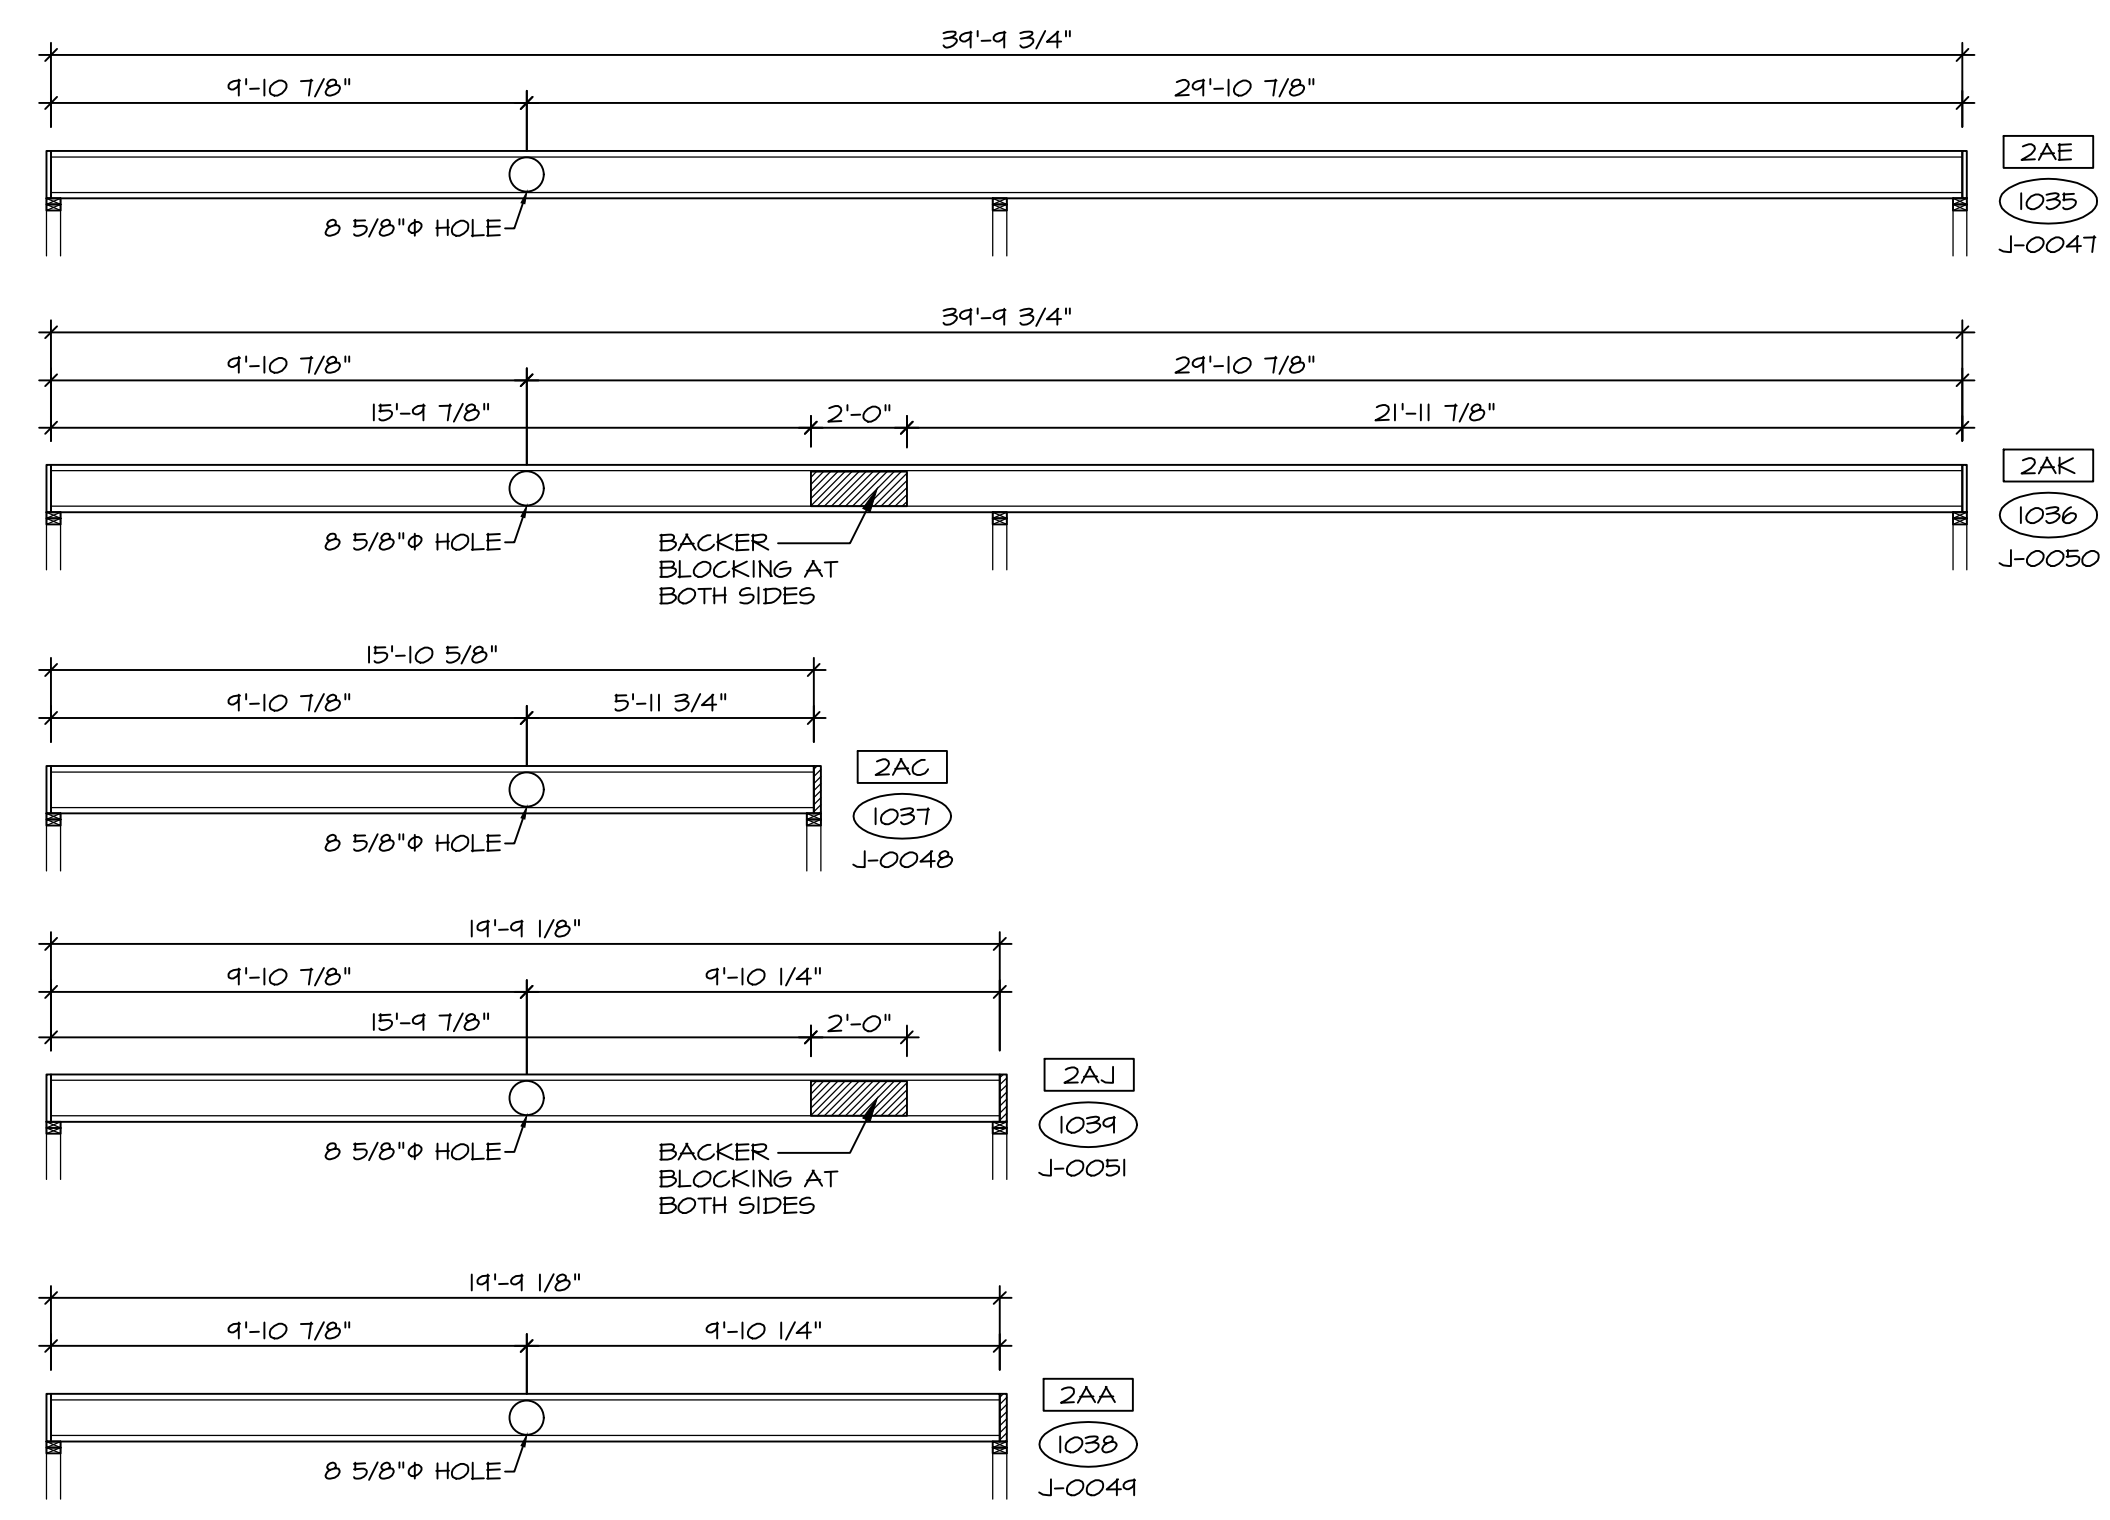 39'-9 3/4"
9'-10 7/8" 29'-10 7/8"
2AE
1035
8 5/8"Φ HOLE
J-0047
39'-9 3/4"
9'-10 7/8" 29'-10 7/8"
15'-9 7/8" 2'-0" 21'-11 7/8"
2AK
1036
8 5/8"Φ HOLE
BACKER
BLOCKING AT
BOTH SIDES
J-0050
15'-10 5/8"
9'-10 7/8" 5'-11 3/4"
2AC
1037
8 5/8"Φ HOLE
J-0048
19'-9 1/8"
9'-10 7/8" 9'-10 1/4"
15'-9 7/8" 2'-0"
2AJ
1039
8 5/8"Φ HOLE
BACKER
BLOCKING AT
BOTH SIDES
J-0051
19'-9 1/8"
9'-10 7/8" 9'-10 1/4"
2AA
1038
8 5/8"Φ HOLE
J-0049